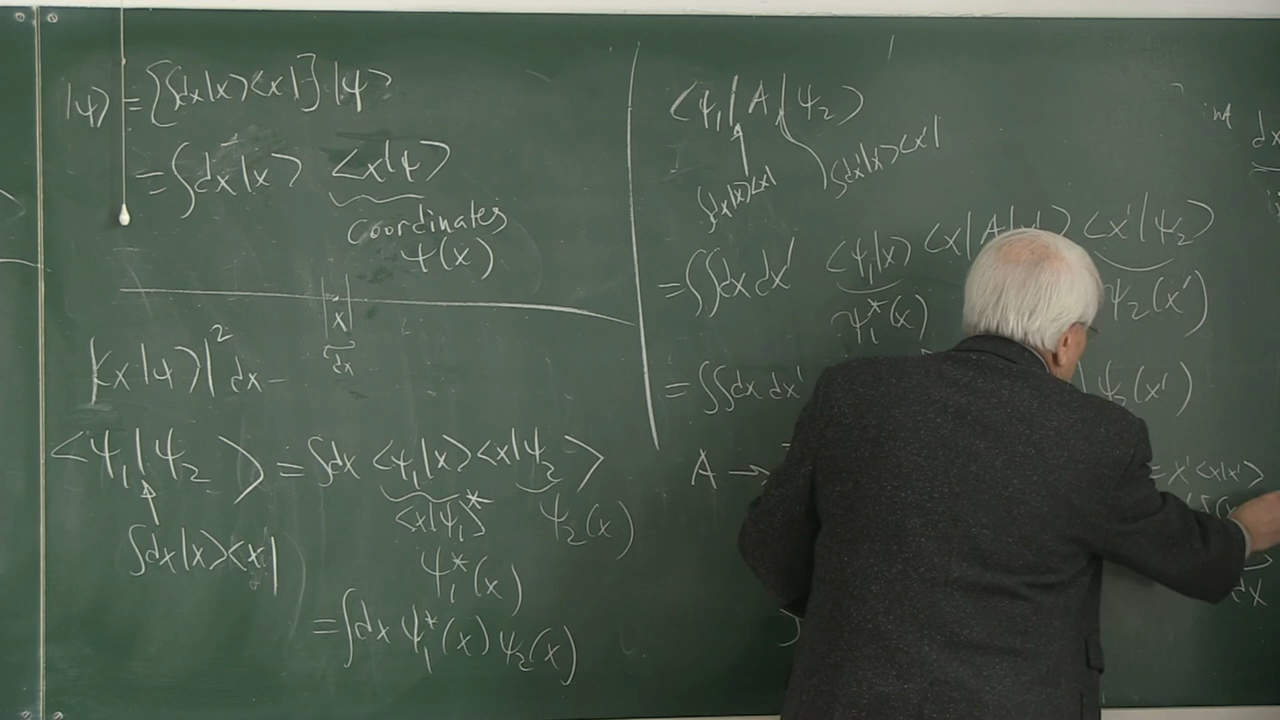 |ψ> = {∫dx|x><x|}|ψ>
= ∫dx|x> <x|ψ>
coordinates
ψ(x)
|x|
dx
|<x|ψ>|² dx
<ψ₁|ψ₂> = ∫dx <ψ₁|x><x|ψ₂>
<x|ψ₁>* ψ₂(x)
∫dx|x><x|
ψ₁*(x)
= ∫dx ψ₁*(x) ψ₂(x)
<ψ₁|A|ψ₂>
∫dx|x><x| ∫dx'|x'><x'|
= ∫∫dx dx' <ψ₁|x> <x|A|x'> <x'|ψ₂>
ψ₁*(x) ψ₂(x')
= ∫∫dx dx' ψ₂(x')
A →
= x'<x|x'>
dx